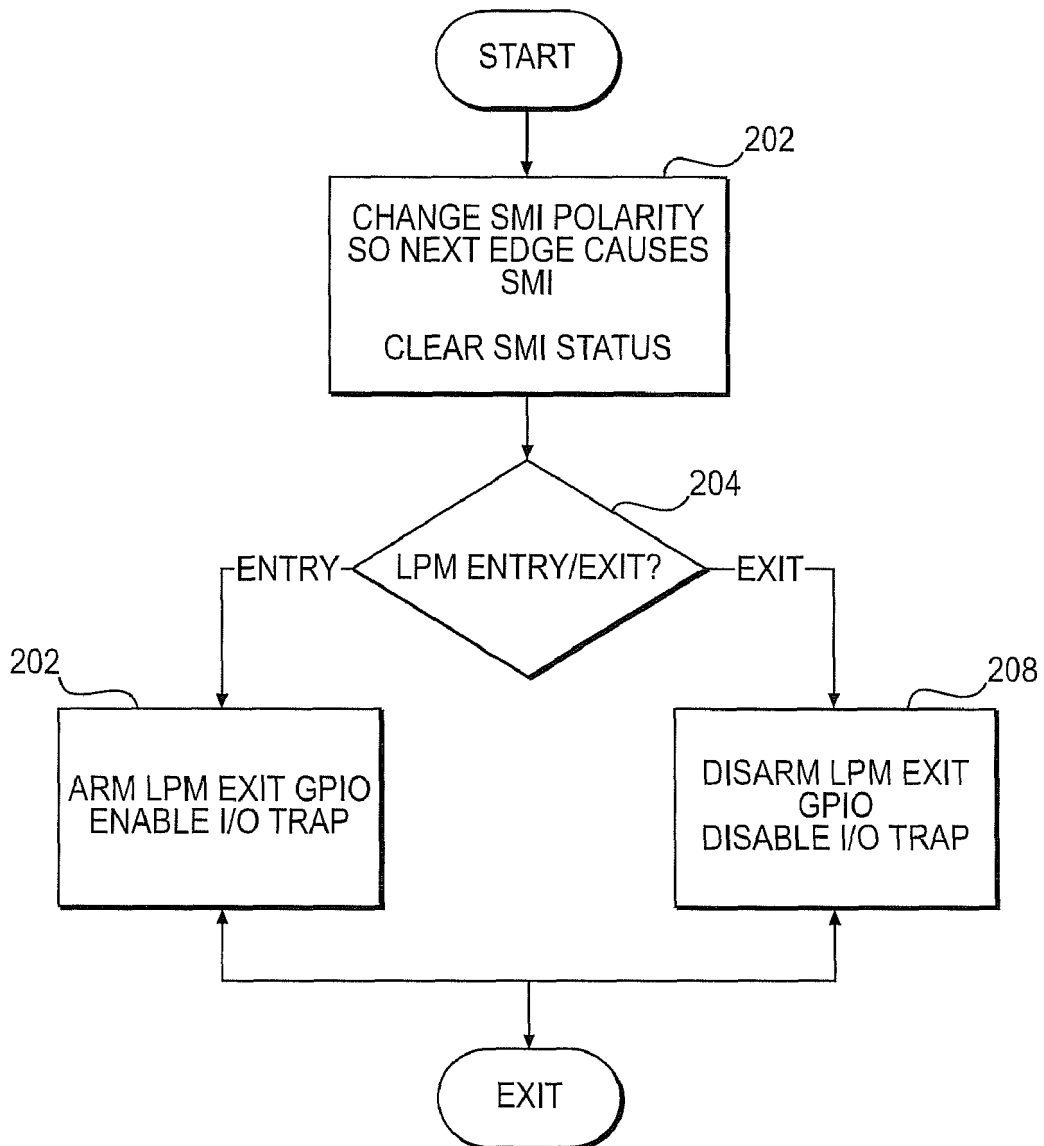 START
202
CHANGE SMI POLARITY
SO NEXT EDGE CAUSES
SMI
CLEAR SMI STATUS
204
ENTRY
LPM ENTRY/EXIT?
EXIT
202
208
ARM LPM EXIT GPIO
ENABLE I/O TRAP
DISARM LPM EXIT
GPIO
DISABLE I/O TRAP
EXIT